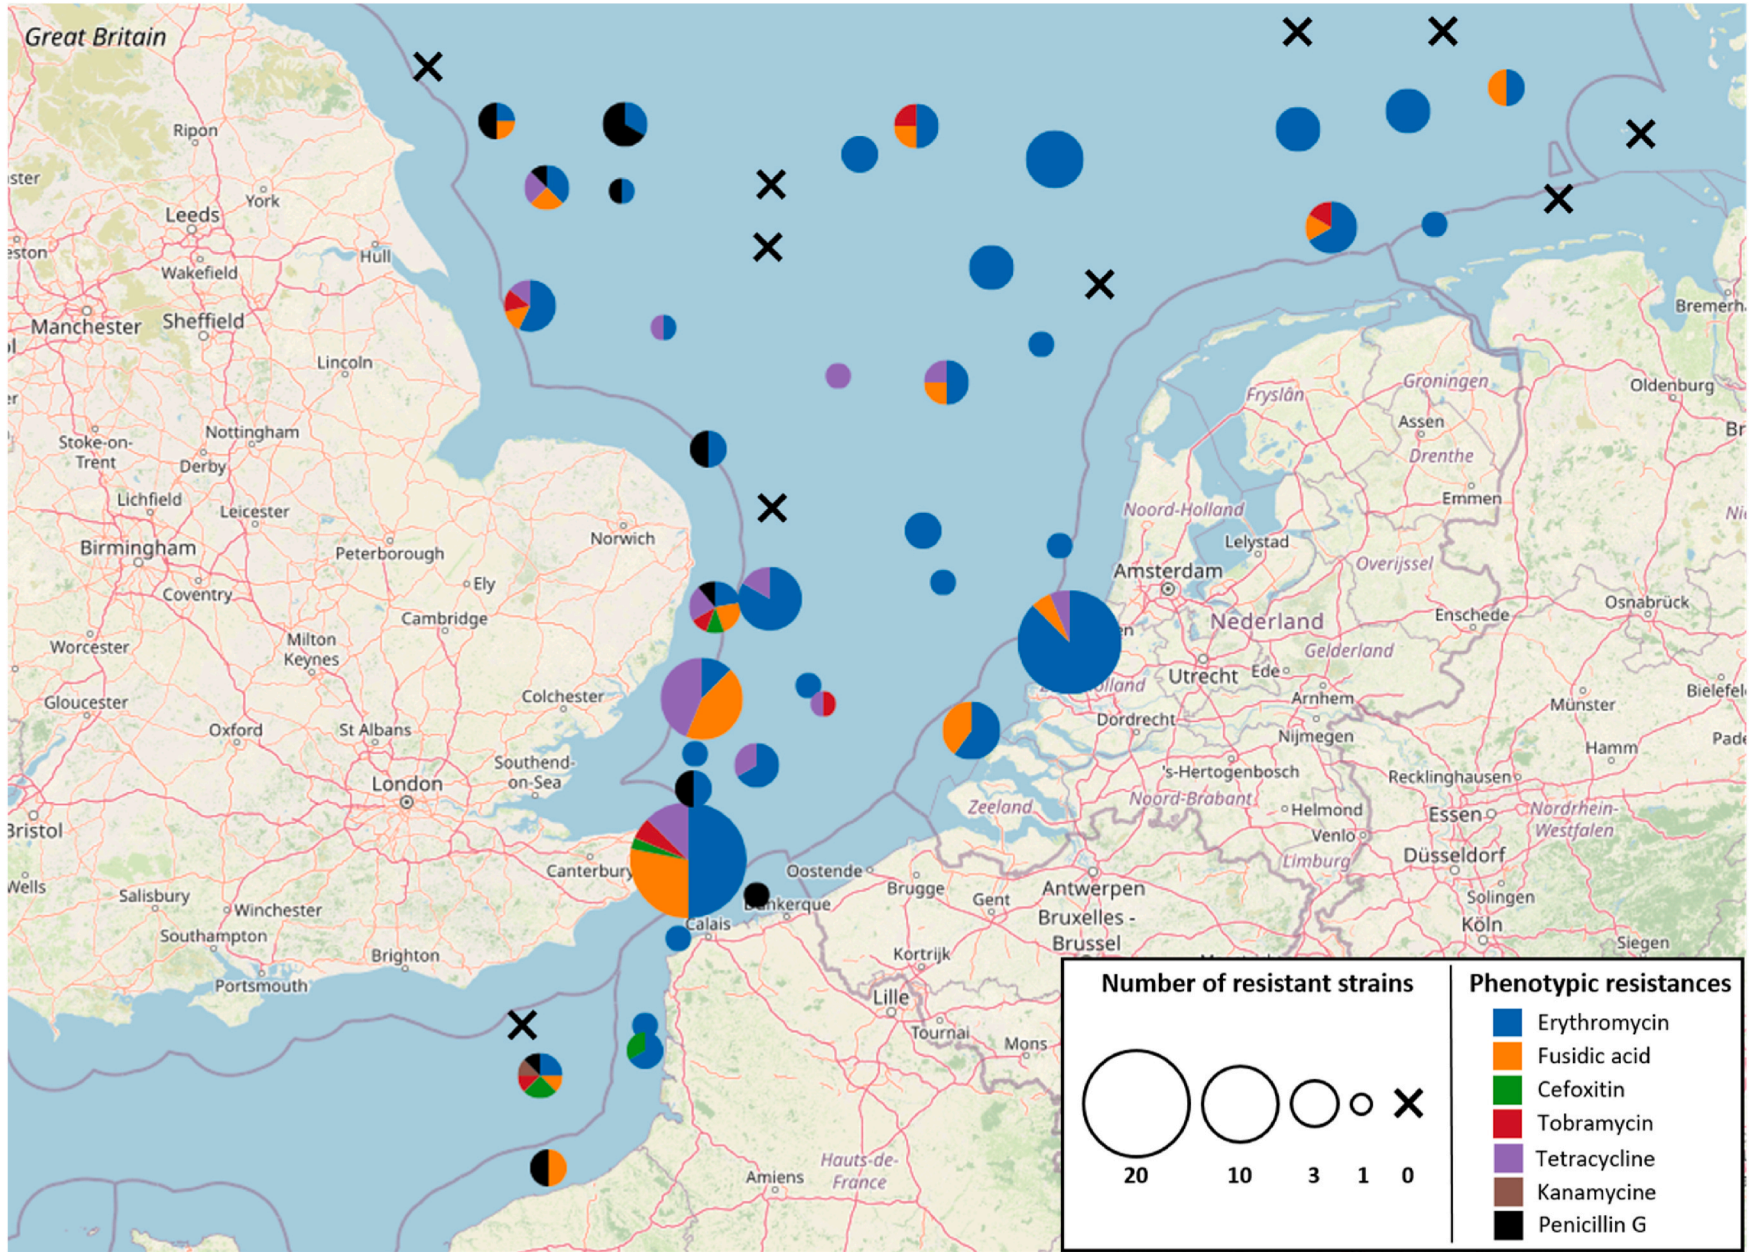 Great Britain
Ripon
York
Leeds
Hull
Wakefield
Manchester
Sheffield
Bremerh
Lincoln
Oldenburg
Groningen
Fryslân
Assen
Stoke-on-
Trent
Nottingham
Derby
Drenthe
Lichfield
Leicester
Emmen
Noord-Holland
Birmingham
Peterborough
Norwich
Lelystad
Overijssel
Coventry
Ely
Amsterdam
Cambridge
Nederland
Enschede
Osnabrück
Worcester
Milton
Keynes
Gelderland
Utrecht
Ede
Gloucester
Colchester
Arnhem
Münster
Bielefel
Oxford
St Albans
Dordrecht
Nijmegen
Hamm
Pade
London
Southend-
on-Sea
's-Hertogenbosch
Recklinghausen
Zeeland
Noord-Brabant
Helmond
Essen
Nordrhein-
Westfalen
Bristol
Venlo
Canterbury
Oostende
Limburg
Düsseldorf
Wells
Salisbury
Winchester
Brugge
Gent
Antwerpen
Solingen
Dunkerque
Calais
Bruxelles -
Brussel
Köln
Southampton
Brighton
Kortrijk
Siegen
Portsmouth
Lille
Tournai
Mons
Hauts-de-
France
Amiens
Number of resistant strains
20
10
3
1
0
Phenotypic resistances
Erythromycin
Fusidic acid
Cefoxitin
Tobramycin
Tetracycline
Kanamycine
Penicillin G